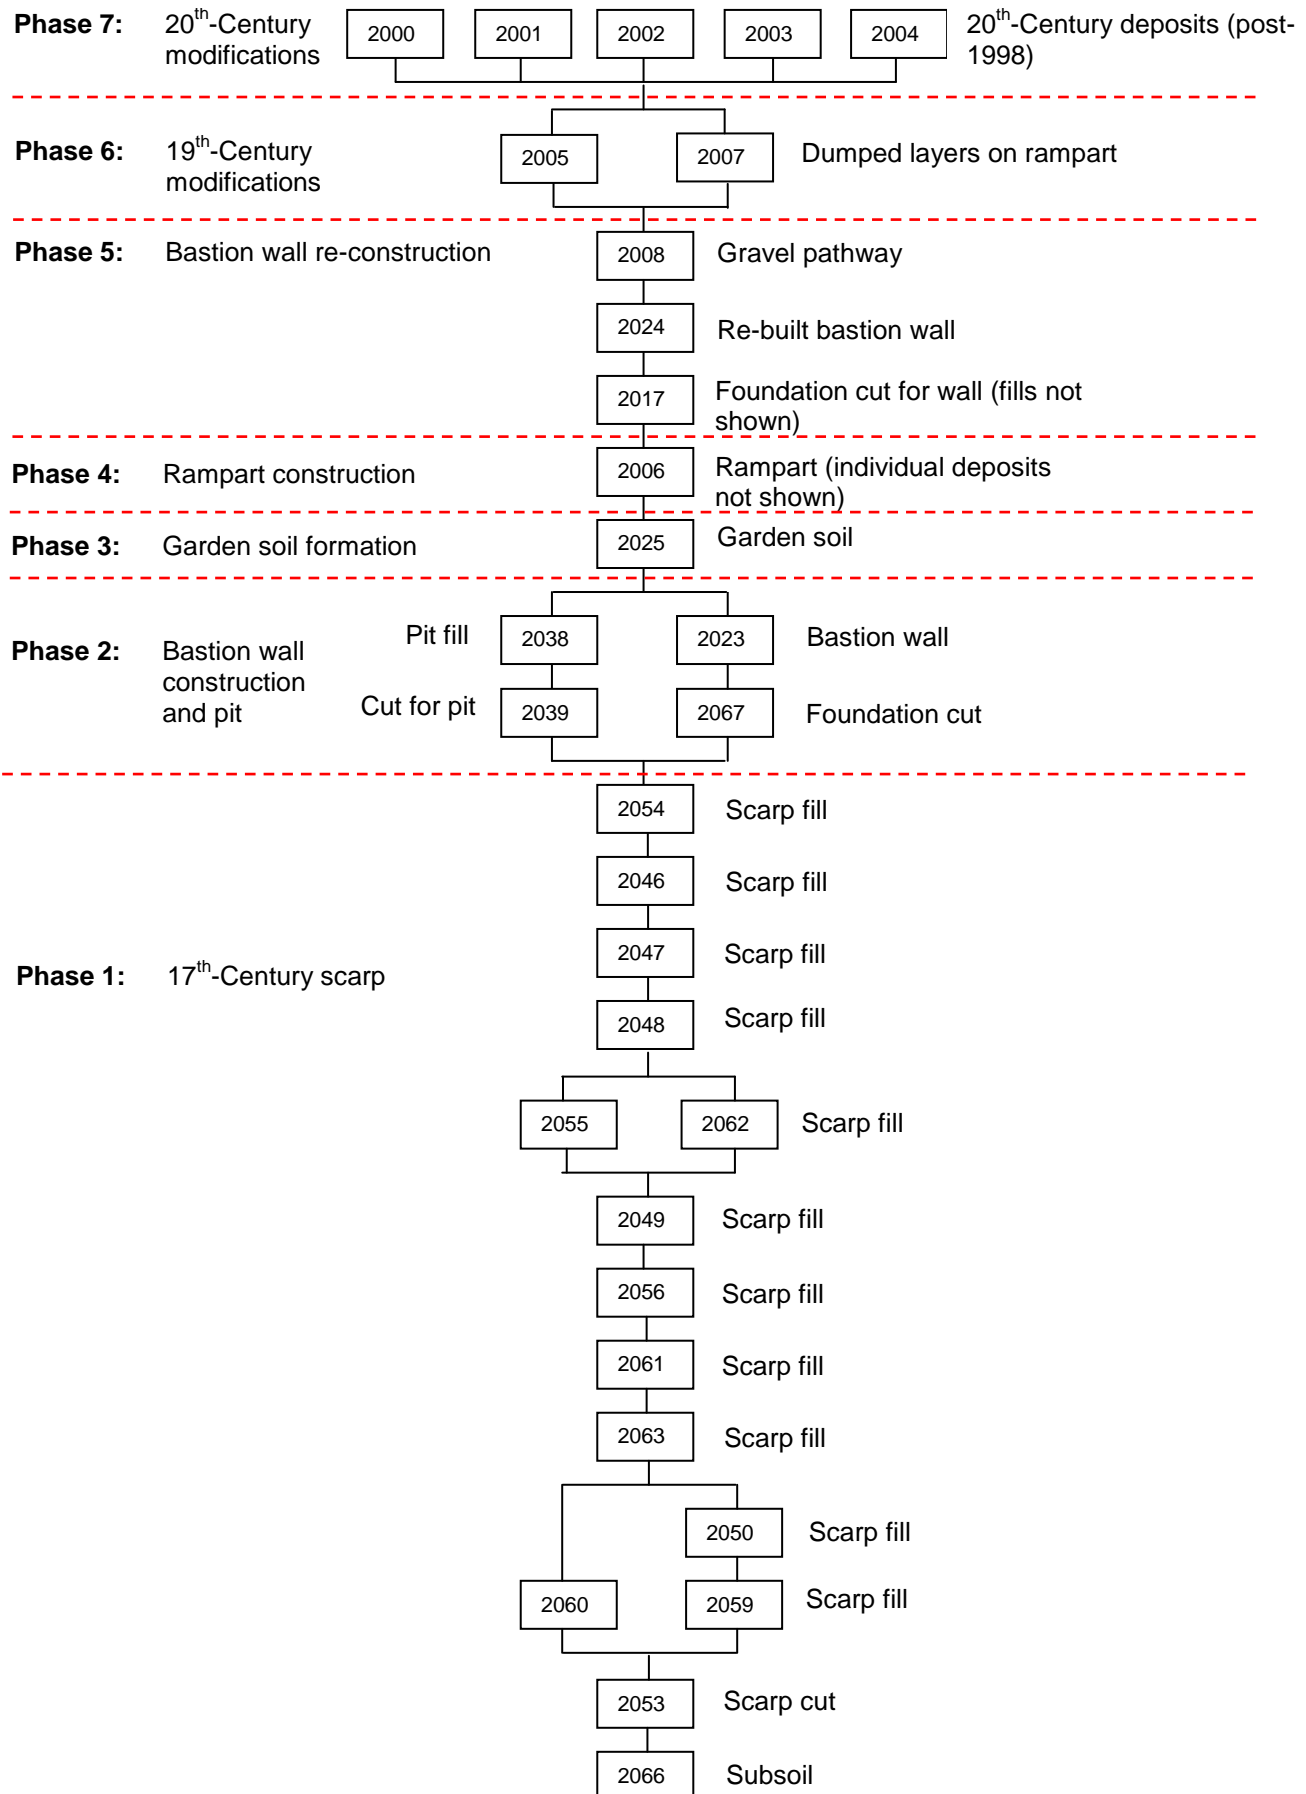 Phase 7: 20th-Century 2000 2001 2002 2003 2004 20th-Century deposits (post-
modifications 1998)
Phase 6: 19th-Century 2005 2007 Dumped layers on rampart
modifications
Phase 5: Bastion wall re-construction 2008 Gravel pathway
2024 Re-built bastion wall
2017 Foundation cut for wall (fills not
shown)
Phase 4: Rampart construction 2006 Rampart (individual deposits
not shown)
Phase 3: Garden soil formation 2025 Garden soil
Pit fill 2038 2023 Bastion wall
Phase 2: Bastion wall
construction
and pit Cut for pit 2039 2067 Foundation cut
2054 Scarp fill
2046 Scarp fill
2047 Scarp fill
Phase 1: 17th-Century scarp
2048 Scarp fill
2055 2062 Scarp fill
2049 Scarp fill
2056 Scarp fill
2061 Scarp fill
2063 Scarp fill
2050 Scarp fill
2060 2059 Scarp fill
2053 Scarp cut
2066 Subsoil